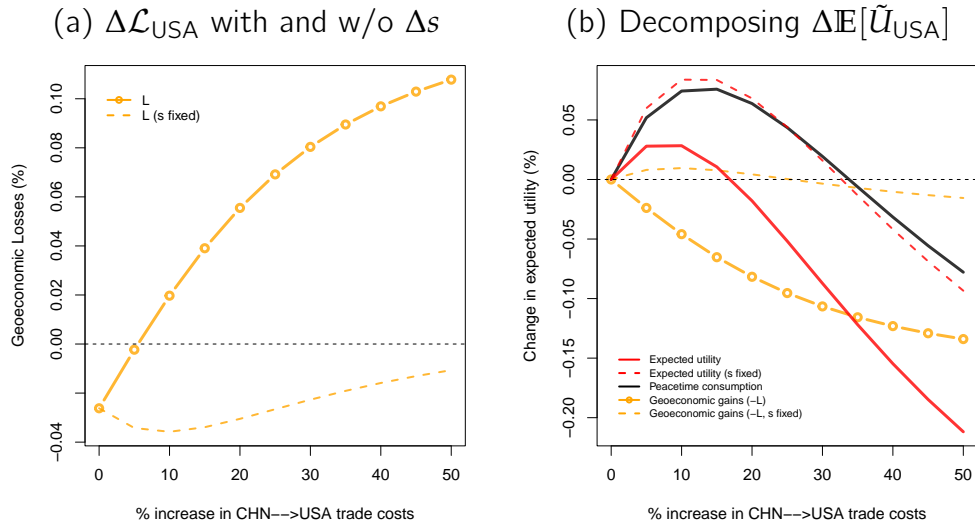 (a) Δℒ_USA with and w/o Δs
Geoeconomic Losses (%)
0.10
0.08
0.06
0.04
0.02
0.00
−0.04
L
L (s fixed)
0 10 20 30 40 50
% increase in CHN−−>USA trade costs
(b) Decomposing Δ𝔼[Ũ_USA]
Change in expected utility (%)
0.05
0.00
−0.05
−0.10
−0.15
−0.20
Expected utility
Expected utility (s fixed)
Peacetime consumption
Geoeconomic gains (−L)
Geoeconomic gains (−L, s fixed)
0 10 20 30 40 50
% increase in CHN−−>USA trade costs